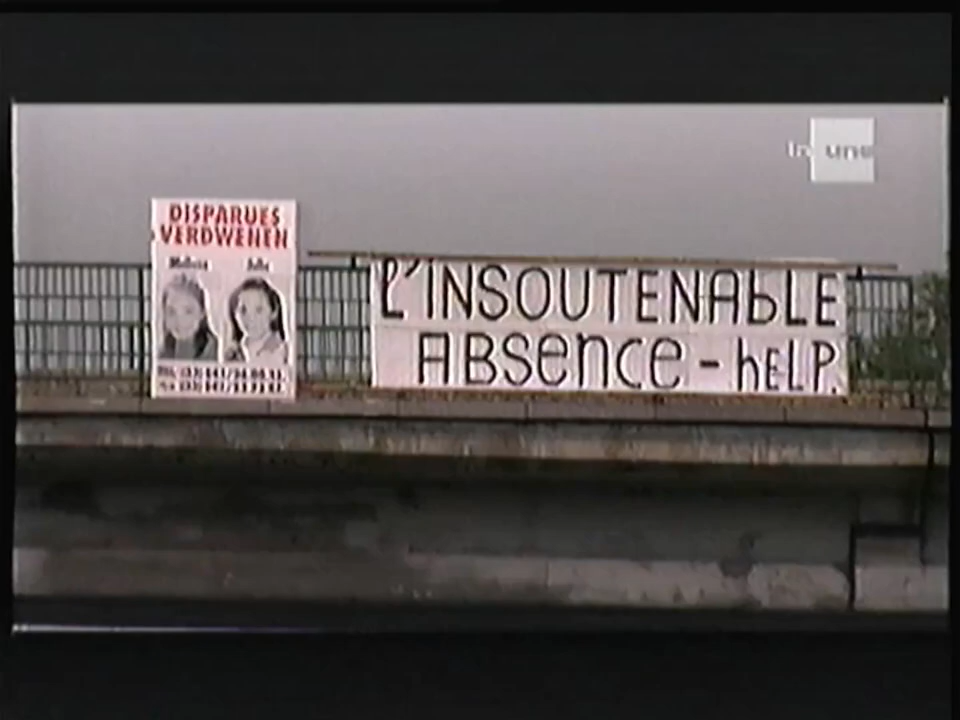 la une
DISPARUES
VERDWENEN
Melissa Julie
L'INSOUTENAbLE
ABSence - hELP.